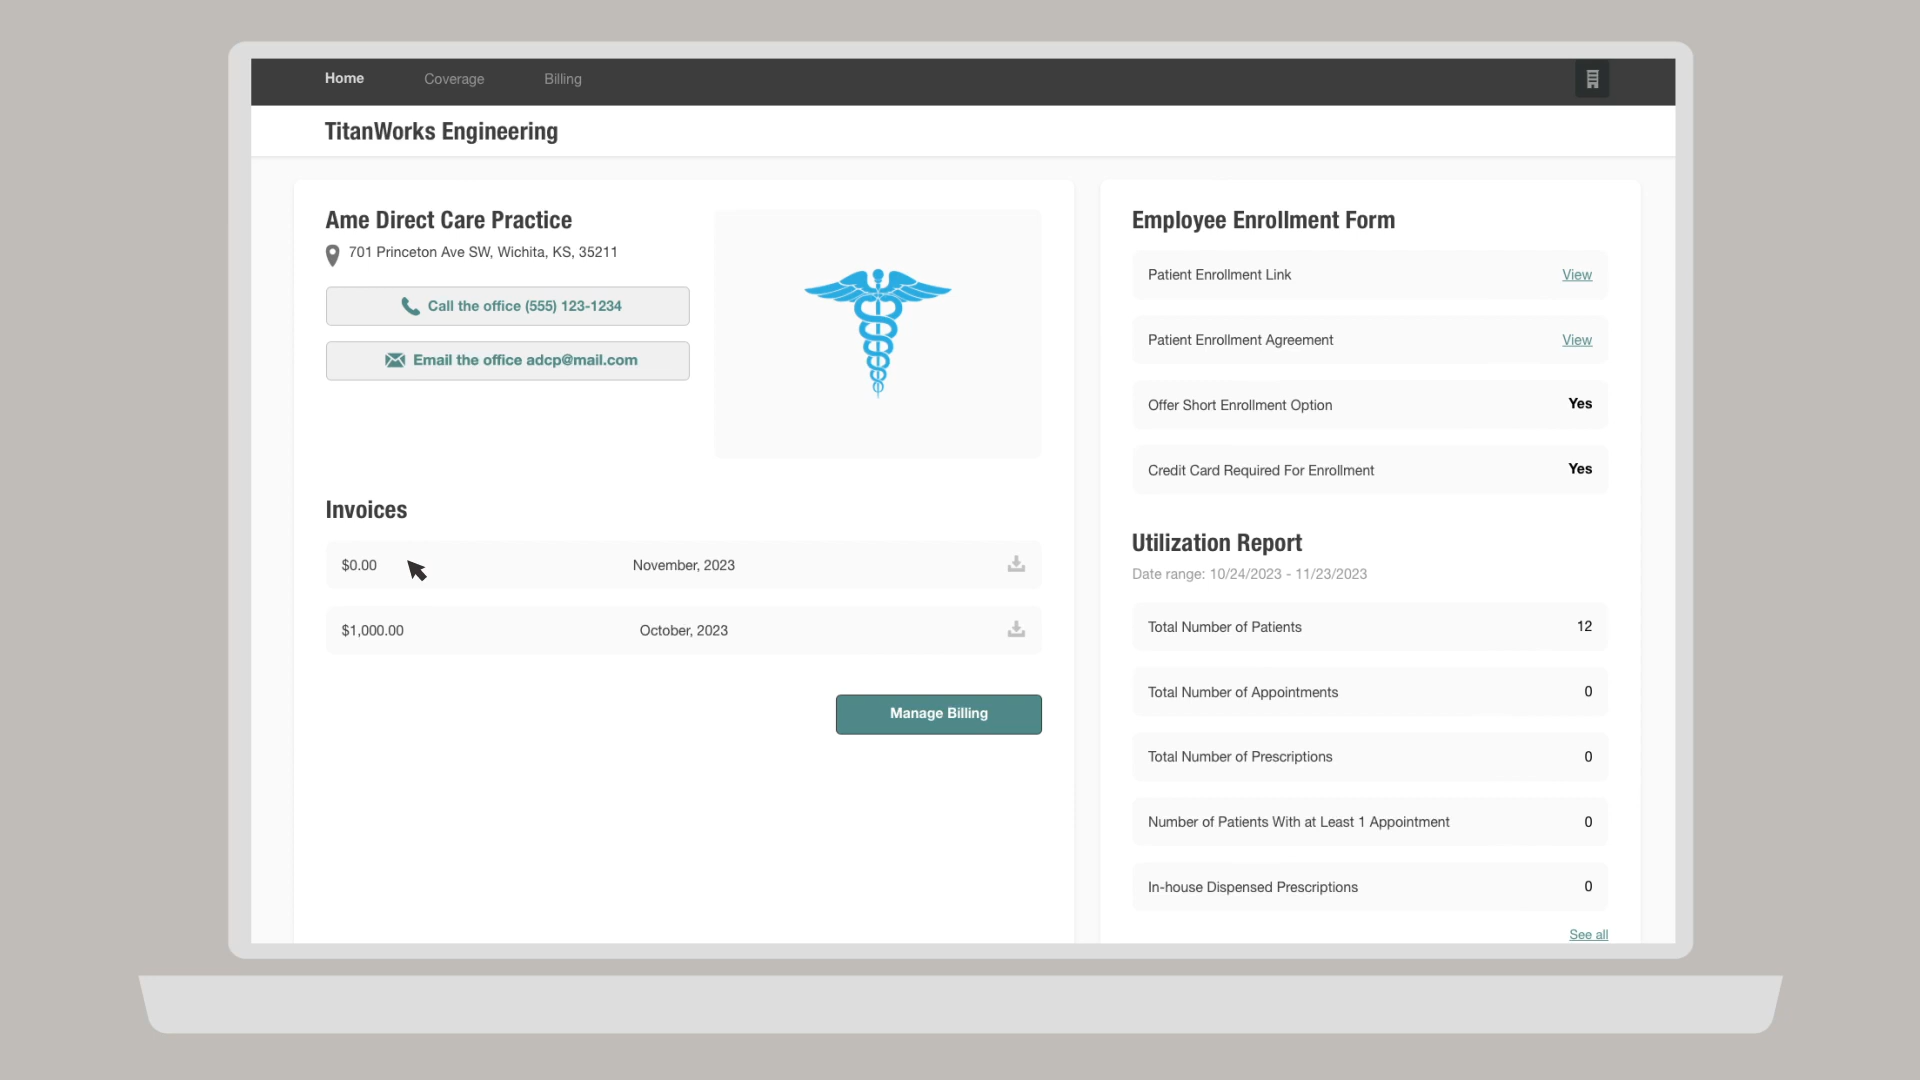 Home Coverage Billing
TitanWorks Engineering
Ame Direct Care Practice
701 Princeton Ave SW, Wichita, KS, 35211
Call the office (555) 123-1234
Email the office adcp@mail.com
Invoices
$0.00 November, 2023
$1,000.00 October, 2023
Manage Billing
Employee Enrollment Form
Patient Enrollment Link View
Patient Enrollment Agreement View
Offer Short Enrollment Option Yes
Credit Card Required For Enrollment Yes
Utilization Report
Date range: 10/24/2023 - 11/23/2023
Total Number of Patients 12
Total Number of Appointments 0
Total Number of Prescriptions 0
Number of Patients With at Least 1 Appointment 0
In-house Dispensed Prescriptions 0
See all